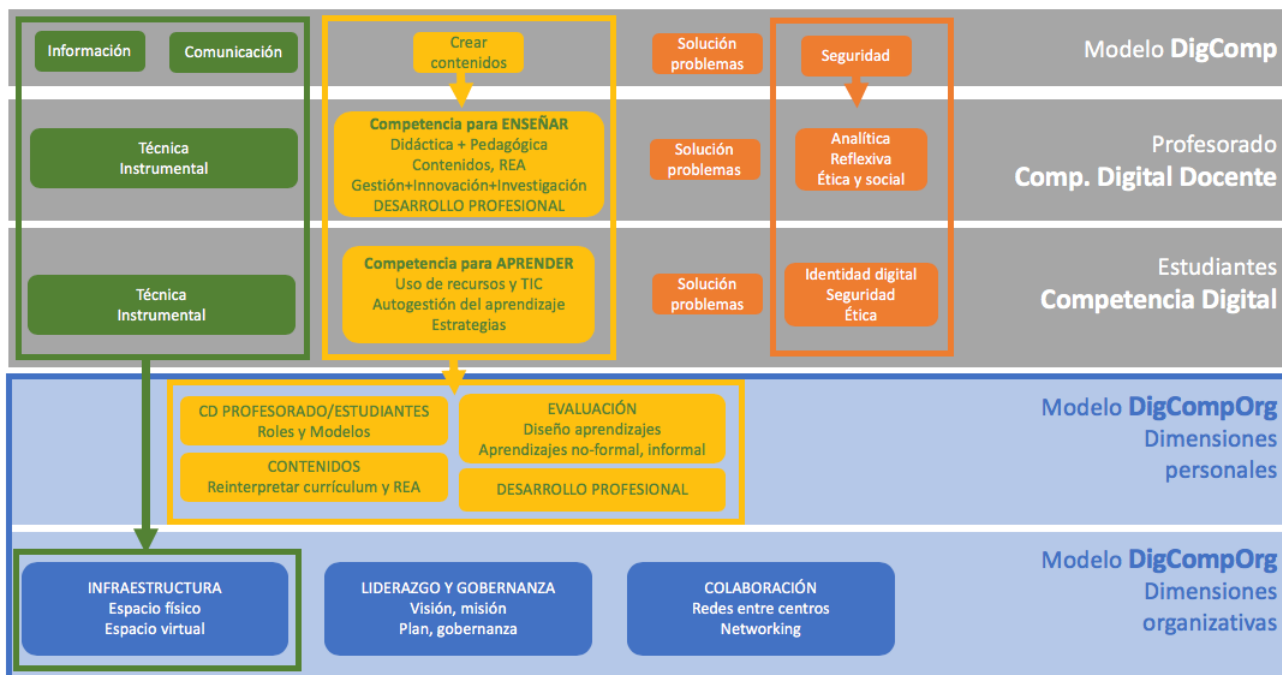 Información
Comunicación
Crear
contenidos
Solución
problemas
Seguridad
Modelo DigComp
Técnica
Instrumental
Competencia para ENSEÑAR
Didáctica + Pedagógica
Contenidos, REA
Gestión+Innovación+Investigación
DESARROLLO PROFESIONAL
Solución
problemas
Analítica
Reflexiva
Ética y social
Profesorado
Comp. Digital Docente
Técnica
Instrumental
Competencia para APRENDER
Uso de recursos y TIC
Autogestión del aprendizaje
Estrategias
Solución
problemas
Identidad digital
Seguridad
Ética
Estudiantes
Competencia Digital
CD PROFESORADO/ESTUDIANTES
Roles y Modelos
EVALUACIÓN
Diseño aprendizajes
Aprendizajes no-formal, informal
CONTENIDOS
Reinterpretar currículum y REA
DESARROLLO PROFESIONAL
Modelo DigCompOrg
Dimensiones
personales
INFRAESTRUCTURA
Espacio físico
Espacio virtual
LIDERAZGO Y GOBERNANZA
Visión, misión
Plan, gobernanza
COLABORACIÓN
Redes entre centros
Networking
Modelo DigCompOrg
Dimensiones
organizativas